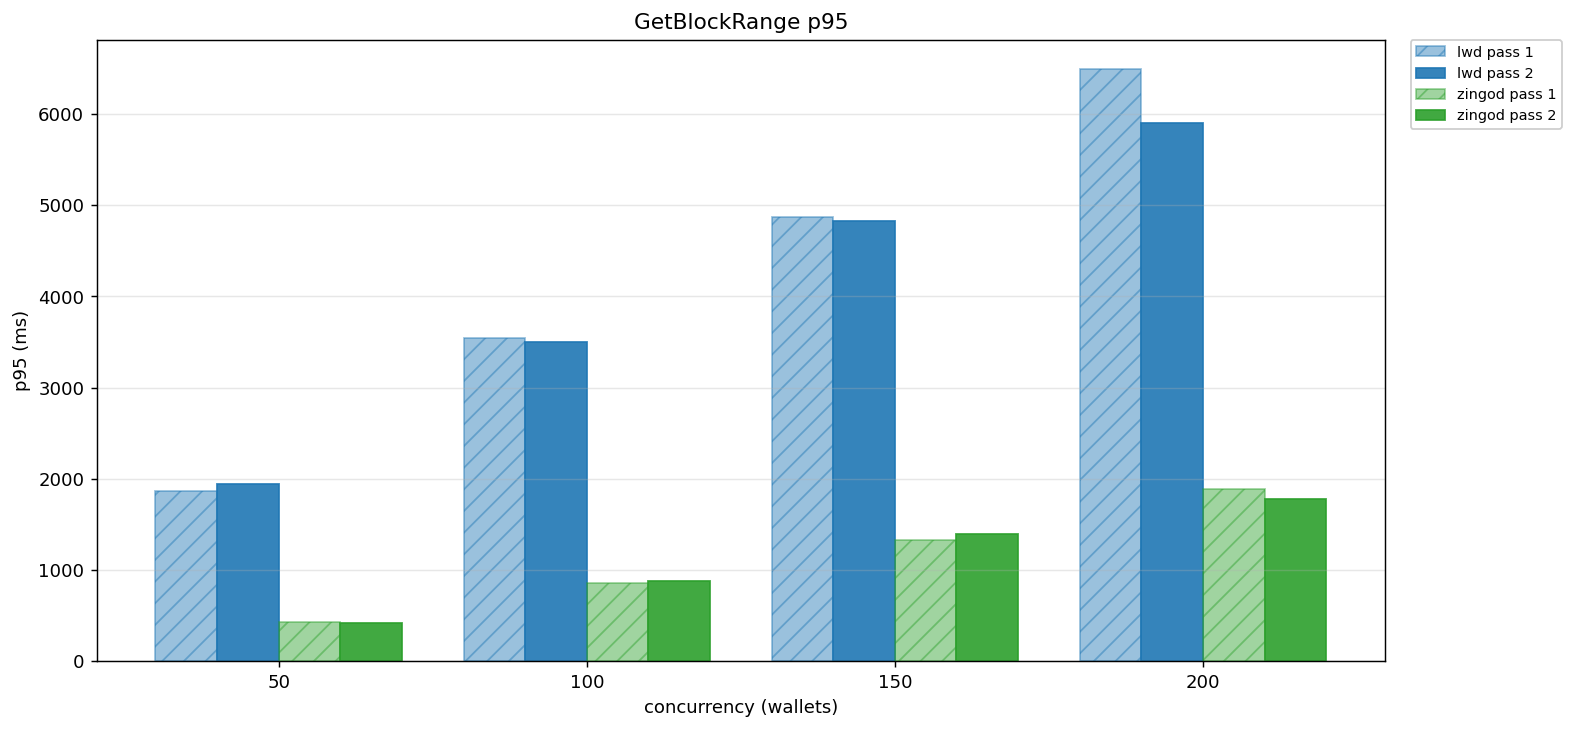 GetBlockRange p95
lwd pass 1
lwd pass 2
zingod pass 1
zingod pass 2
p95 (ms)
6000
5000
4000
3000
2000
1000
0
50 100 150 200
concurrency (wallets)